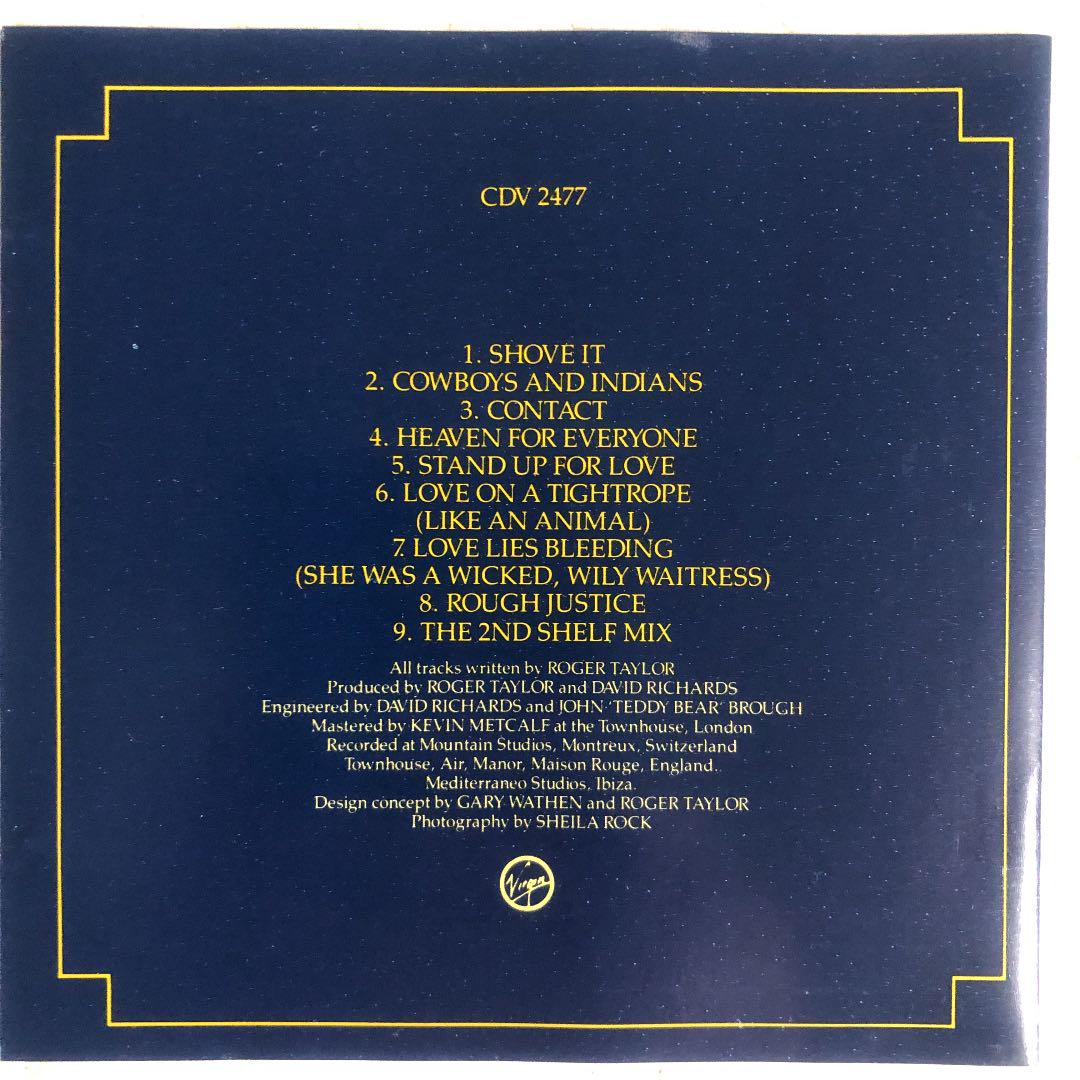 CDV 2477
1. SHOVE IT
2. COWBOYS AND INDIANS
3. CONTACT
4. HEAVEN FOR EVERYONE
5. STAND UP FOR LOVE
6. LOVE ON A TIGHTROPE
(LIKE AN ANIMAL)
7. LOVE LIES BLEEDING
(SHE WAS A WICKED, WILY WAITRESS)
8. ROUGH JUSTICE
9. THE 2ND SHELF MIX
All tracks written by ROGER TAYLOR
Produced by ROGER TAYLOR and DAVID RICHARDS
Engineered by DAVID RICHARDS and JOHN 'TEDDY BEAR' BROUGH
Mastered by KEVIN METCALF at the Townhouse, London
Recorded at Mountain Studios, Montreux, Switzerland
Townhouse, Air, Manor, Maison Rouge, England.
Mediterraneo Studios, Ibiza.
Design concept by GARY WATHEN and ROGER TAYLOR
Photography by SHEILA ROCK
Virgin